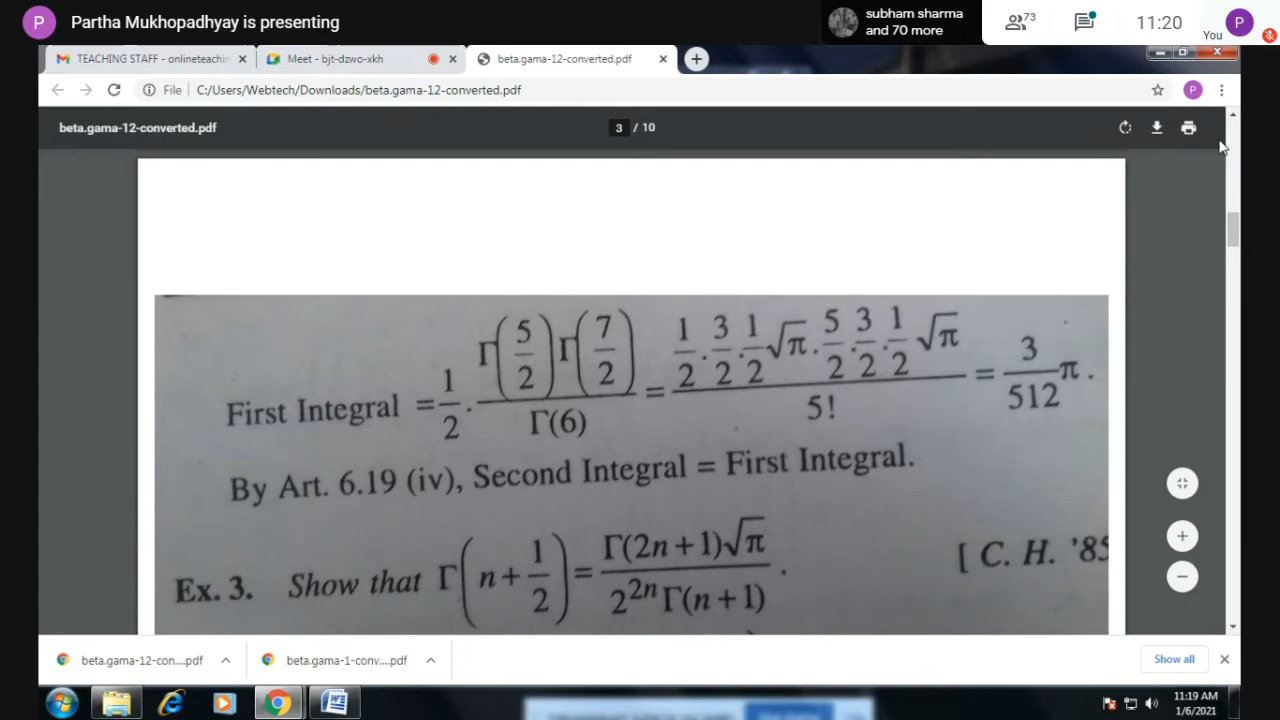 P Partha Mukhopadhyay is presenting
subham sharma
and 70 more
73
11:20
You
P
TEACHING STAFF - onlineteachin
Meet - bjt-dzwo-xkh
beta.gama-12-converted.pdf
File C:/Users/Webtech/Downloads/beta.gama-12-converted.pdf
P
beta.gama-12-converted.pdf
3 / 10
First Integral = 1/2 · Γ(5/2) Γ(7/2) / Γ(6) = 1/2 · 3/2 · 1/2 √π · 5/2 · 3/2 · 1/2 √π / 5! = 3/512 π .
By Art. 6.19 (iv), Second Integral = First Integral.
Ex. 3. Show that Γ(n + 1/2) = Γ(2n + 1)√π / 2^{2n} Γ(n + 1) . [ C. H. '85
beta.gama-12-con....pdf
beta.gama-1-conv....pdf
Show all
11:19 AM
1/6/2021